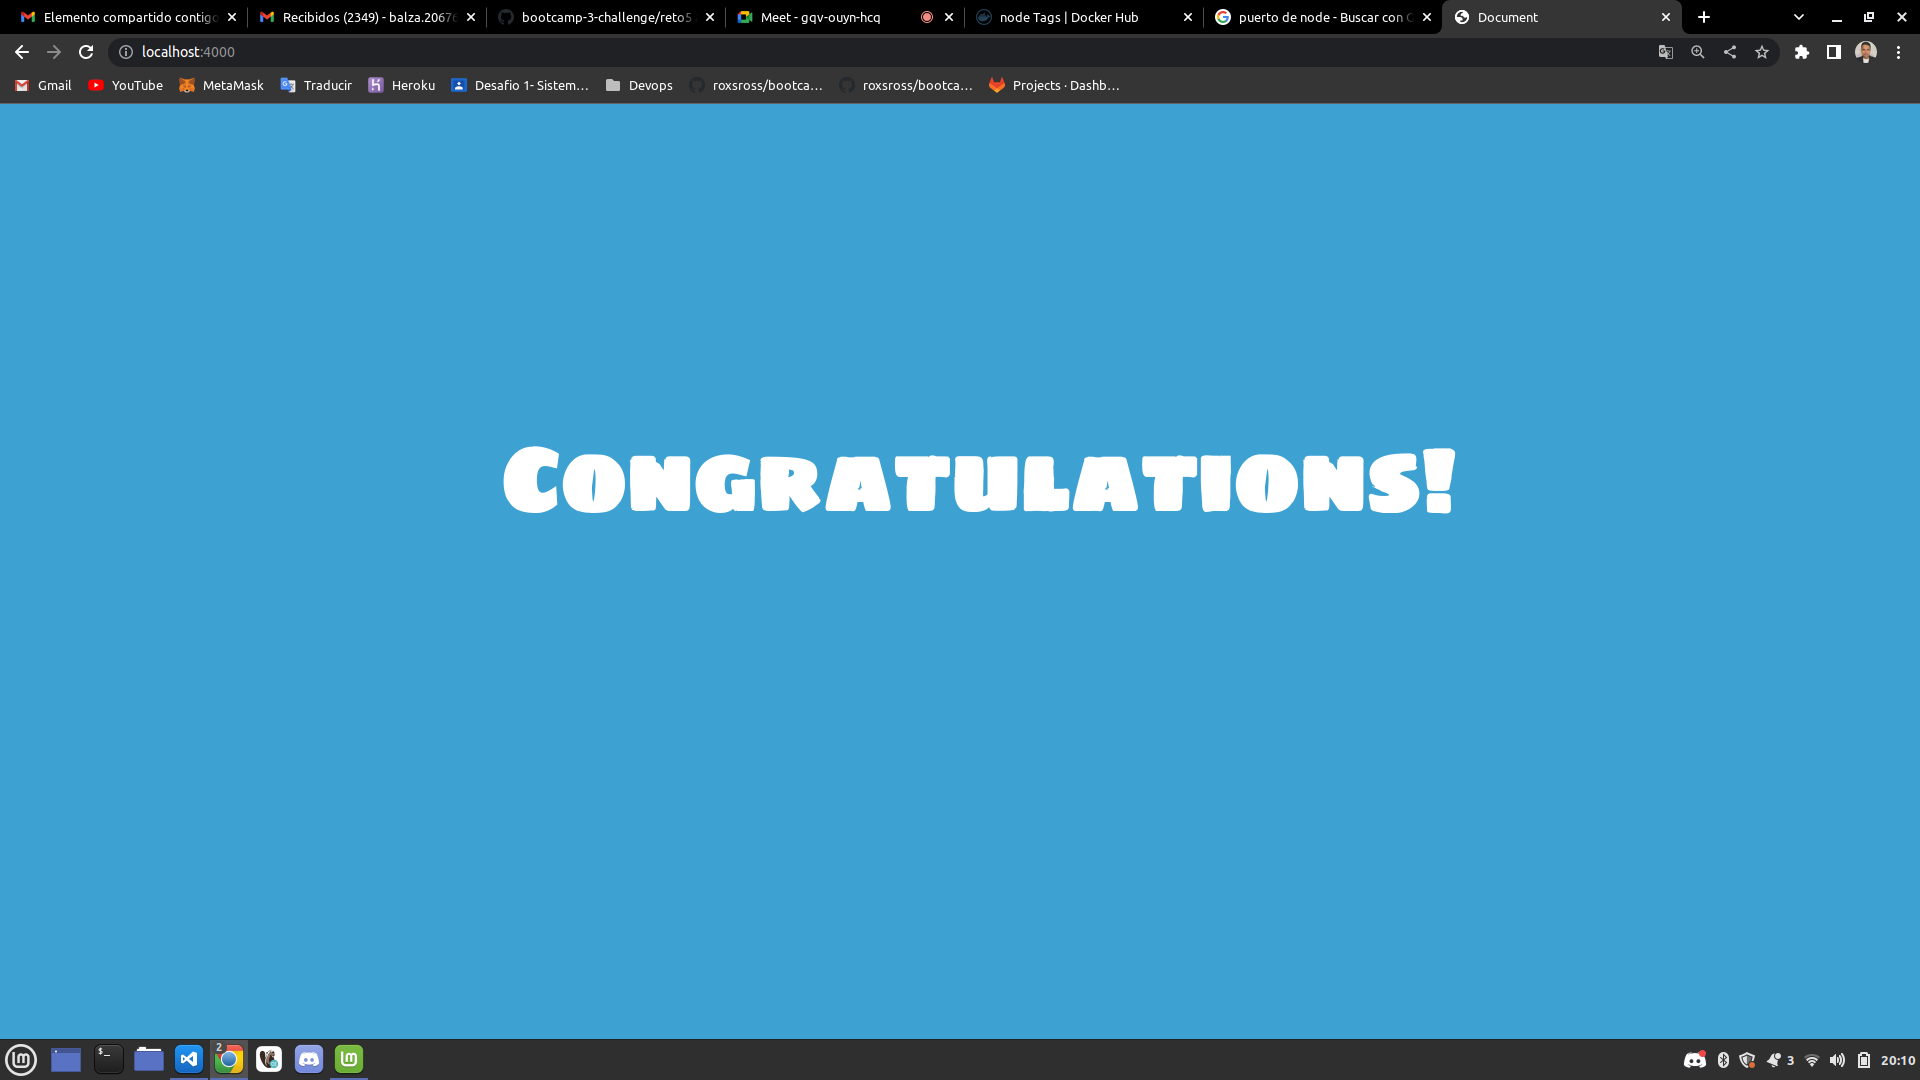 Elemento compartido contigo
Recibidos (2349) - balza.20676
bootcamp-3-challenge/reto5
Meet - gqv-ouyn-hcq
node Tags | Docker Hub
puerto de node - Buscar con G
Document
localhost:4000
Gmail
YouTube
MetaMask
Traducir
Heroku
Desafio 1- Sistem...
Devops
roxsross/bootca...
roxsross/bootca...
Projects · Dashb...
Congratulations!
2
3
20:10